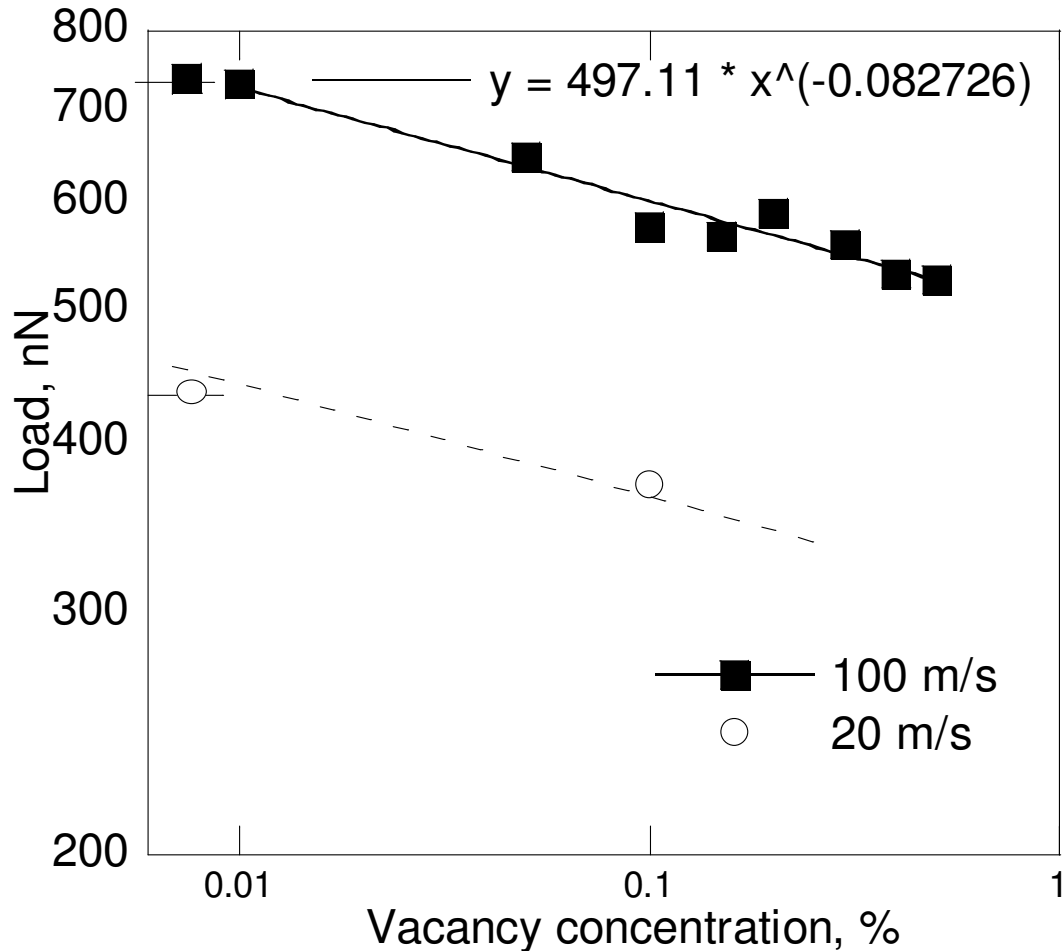 800
y = 497.11 * x^(-0.082726)
700
600
500
400
300
200
Load, nN
100 m/s
20 m/s
0.01
0.1
1
Vacancy concentration, %